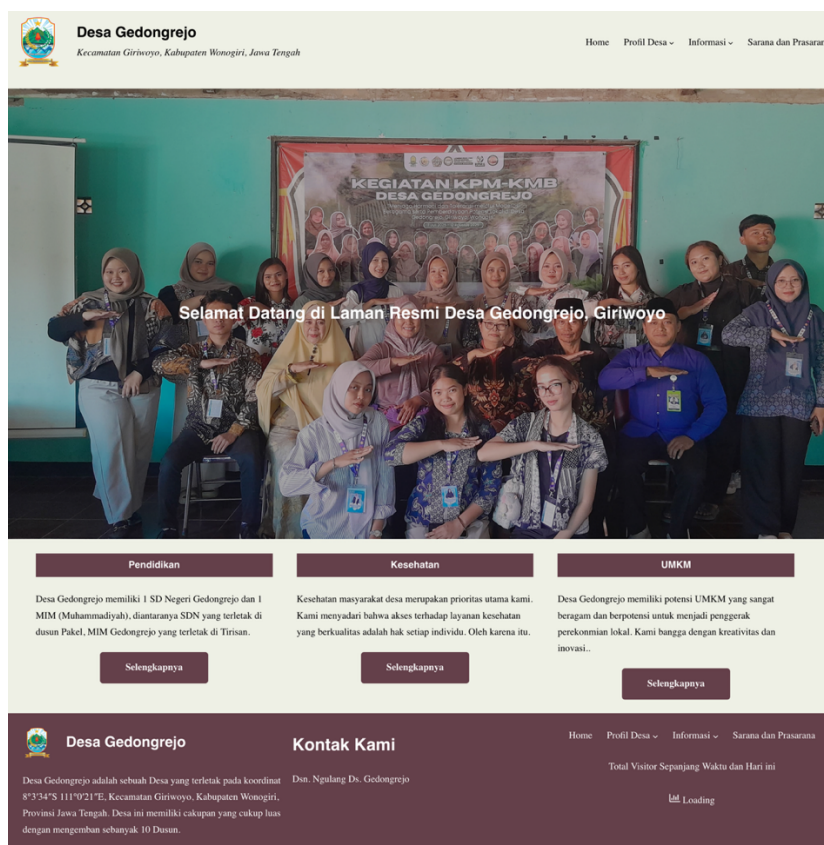 Desa Gedongrejo
Kecamatan Giriwoyo, Kabupaten Wonogiri, Jawa Tengah
Home Profil Desa Informasi Sarana dan Prasaran
KEGIATAN KPM-KMB
DESA GEDONGREJO
Selamat Datang di Laman Resmi Desa Gedongrejo, Giriwoyo
Pendidikan
Desa Gedongrejo memiliki 1 SD Negeri Gedongrejo dan 1
MIM (Muhammadiyah), diantaranya SDN yang terletak di
dusun Pakel, MIM Gedongrejo yang terletak di Tirisan.
Selengkapnya
Kesehatan
Kesehatan masyarakat desa merupakan prioritas utama kami.
Kami menyadari bahwa akses terhadap layanan kesehatan
yang berkualitas adalah hak setiap individu. Oleh karena itu.
Selengkapnya
UMKM
Desa Gedongrejo memiliki potensi UMKM yang sangat
beragam dan berpotensi untuk menjadi penggerak
perekonmian lokal. Kami bangga dengan kreativitas dan
inovasi..
Selengkapnya
Desa Gedongrejo
Desa Gedongrejo adalah sebuah Desa yang terletak pada koordinat
8°3'34"S 111°0'21"E, Kecamatan Giriwoyo, Kabupaten Wonogiri,
Provinsi Jawa Tengah. Desa ini memiliki cakupan yang cukup luas
dengan mengemban sebanyak 10 Dusun.
Kontak Kami
Dsn. Ngulang Ds. Gedongrejo
Home Profil Desa Informasi Sarana dan Prasarana
Total Visitor Sepanjang Waktu dan Hari ini
Loading